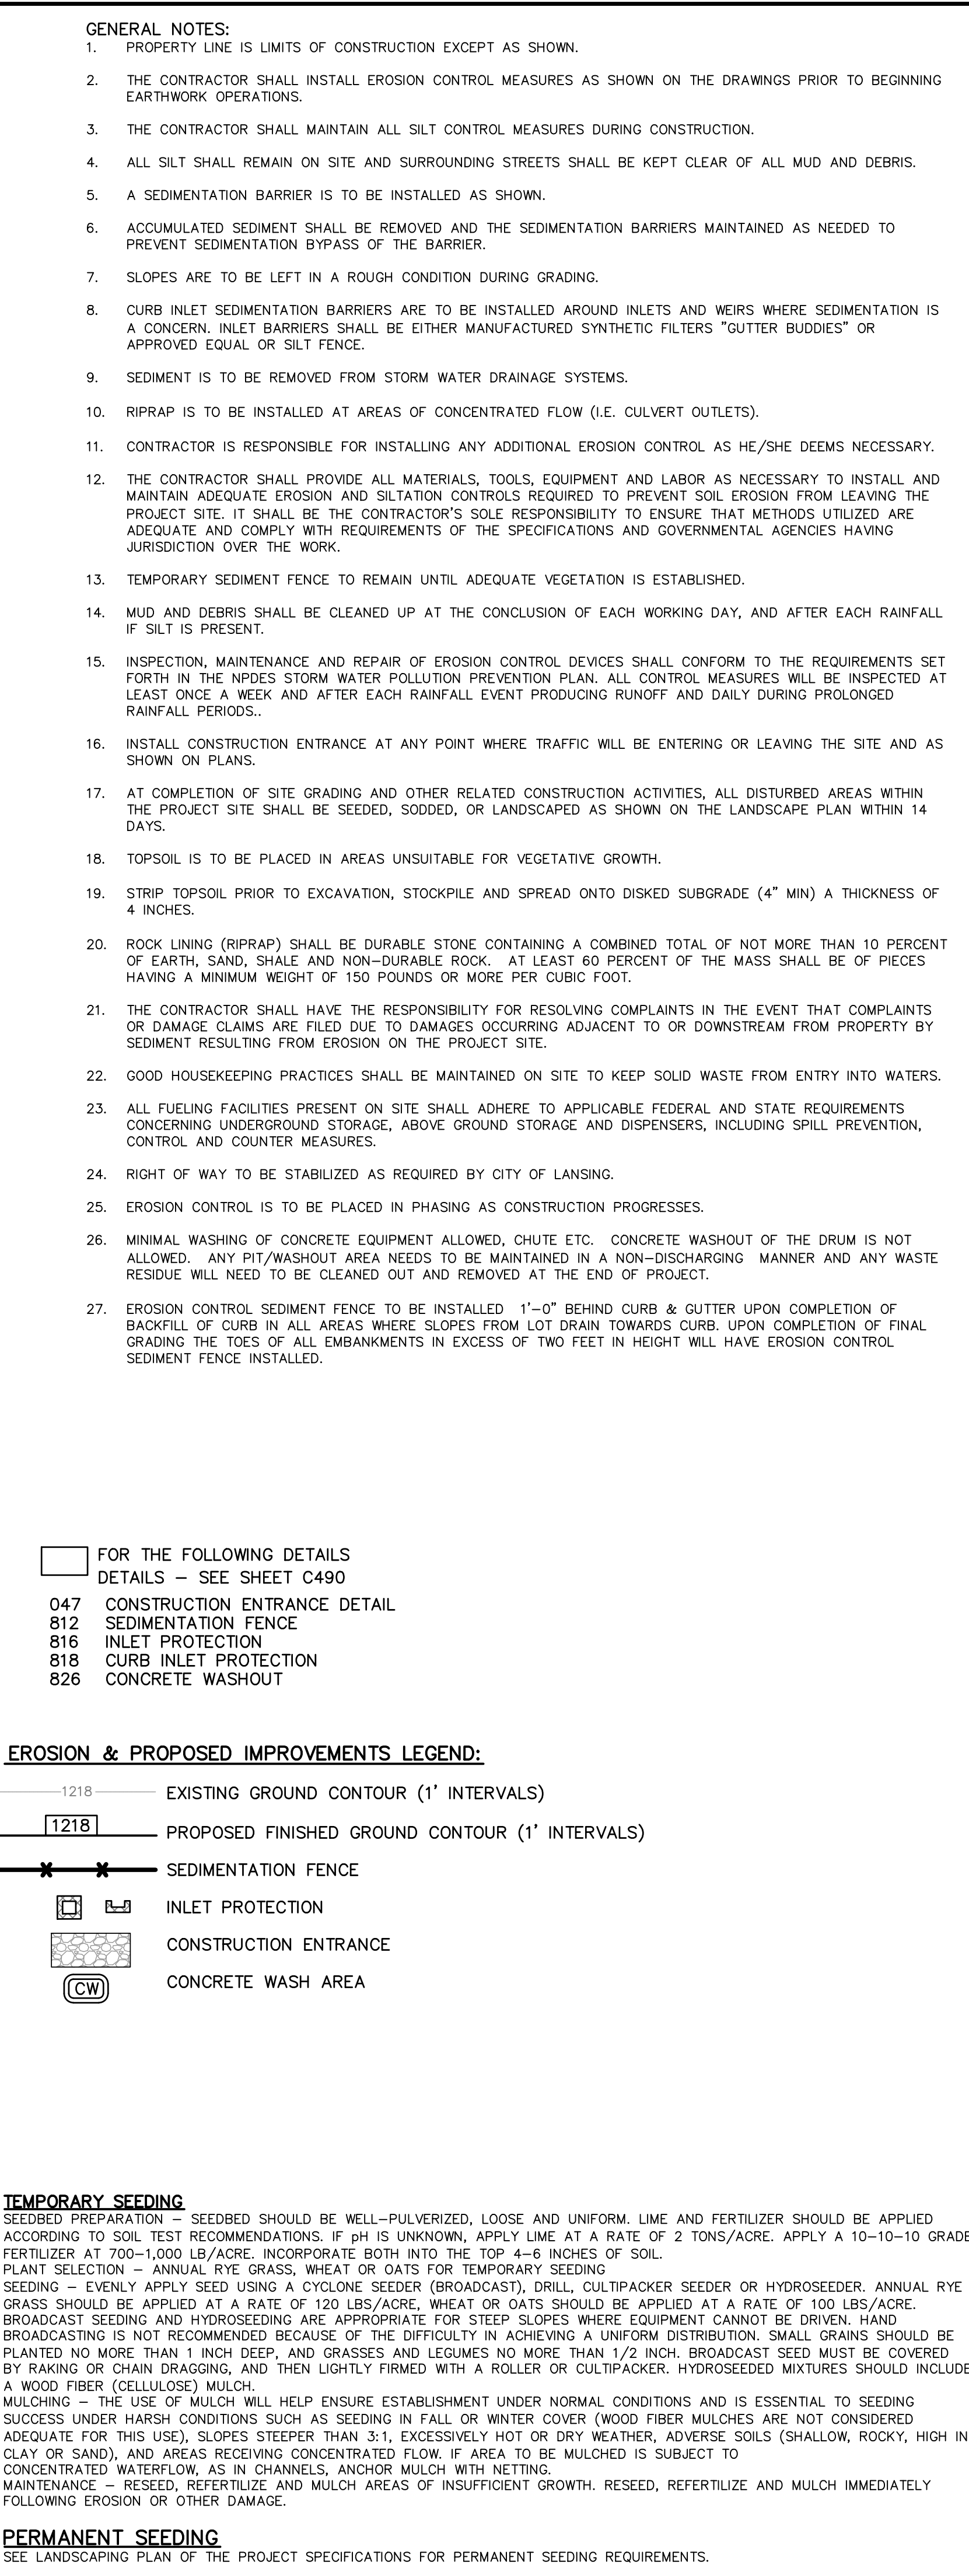 GENERAL NOTES:
1. PROPERTY LINE IS LIMITS OF CONSTRUCTION EXCEPT AS SHOWN.
2. THE CONTRACTOR SHALL INSTALL EROSION CONTROL MEASURES AS SHOWN ON THE DRAWINGS PRIOR TO BEGINNING
EARTHWORK OPERATIONS.
3. THE CONTRACTOR SHALL MAINTAIN ALL SILT CONTROL MEASURES DURING CONSTRUCTION.
4. ALL SILT SHALL REMAIN ON SITE AND SURROUNDING STREETS SHALL BE KEPT CLEAR OF ALL MUD AND DEBRIS.
5. A SEDIMENTATION BARRIER IS TO BE INSTALLED AS SHOWN.
6. ACCUMULATED SEDIMENT SHALL BE REMOVED AND THE SEDIMENTATION BARRIERS MAINTAINED AS NEEDED TO
PREVENT SEDIMENTATION BYPASS OF THE BARRIER.
7. SLOPES ARE TO BE LEFT IN A ROUGH CONDITION DURING GRADING.
8. CURB INLET SEDIMENTATION BARRIERS ARE TO BE INSTALLED AROUND INLETS AND WEIRS WHERE SEDIMENTATION IS
A CONCERN. INLET BARRIERS SHALL BE EITHER MANUFACTURED SYNTHETIC FILTERS "GUTTER BUDDIES" OR
APPROVED EQUAL OR SILT FENCE.
9. SEDIMENT IS TO BE REMOVED FROM STORM WATER DRAINAGE SYSTEMS.
10. RIPRAP IS TO BE INSTALLED AT AREAS OF CONCENTRATED FLOW (I.E. CULVERT OUTLETS).
11. CONTRACTOR IS RESPONSIBLE FOR INSTALLING ANY ADDITIONAL EROSION CONTROL AS HE/SHE DEEMS NECESSARY.
12. THE CONTRACTOR SHALL PROVIDE ALL MATERIALS, TOOLS, EQUIPMENT AND LABOR AS NECESSARY TO INSTALL AND
MAINTAIN ADEQUATE EROSION AND SILTATION CONTROLS REQUIRED TO PREVENT SOIL EROSION FROM LEAVING THE
PROJECT SITE. IT SHALL BE THE CONTRACTOR'S SOLE RESPONSIBILITY TO ENSURE THAT METHODS UTILIZED ARE
ADEQUATE AND COMPLY WITH REQUIREMENTS OF THE SPECIFICATIONS AND GOVERNMENTAL AGENCIES HAVING
JURISDICTION OVER THE WORK.
13. TEMPORARY SEDIMENT FENCE TO REMAIN UNTIL ADEQUATE VEGETATION IS ESTABLISHED.
14. MUD AND DEBRIS SHALL BE CLEANED UP AT THE CONCLUSION OF EACH WORKING DAY, AND AFTER EACH RAINFALL
IF SILT IS PRESENT.
15. INSPECTION, MAINTENANCE AND REPAIR OF EROSION CONTROL DEVICES SHALL CONFORM TO THE REQUIREMENTS SET
FORTH IN THE NPDES STORM WATER POLLUTION PREVENTION PLAN. ALL CONTROL MEASURES WILL BE INSPECTED AT
LEAST ONCE A WEEK AND AFTER EACH RAINFALL EVENT PRODUCING RUNOFF AND DAILY DURING PROLONGED
RAINFALL PERIODS..
16. INSTALL CONSTRUCTION ENTRANCE AT ANY POINT WHERE TRAFFIC WILL BE ENTERING OR LEAVING THE SITE AND AS
SHOWN ON PLANS.
17. AT COMPLETION OF SITE GRADING AND OTHER RELATED CONSTRUCTION ACTIVITIES, ALL DISTURBED AREAS WITHIN
THE PROJECT SITE SHALL BE SEEDED, SODDED, OR LANDSCAPED AS SHOWN ON THE LANDSCAPE PLAN WITHIN 14
DAYS.
18. TOPSOIL IS TO BE PLACED IN AREAS UNSUITABLE FOR VEGETATIVE GROWTH.
19. STRIP TOPSOIL PRIOR TO EXCAVATION, STOCKPILE AND SPREAD ONTO DISKED SUBGRADE (4" MIN) A THICKNESS OF
4 INCHES.
20. ROCK LINING (RIPRAP) SHALL BE DURABLE STONE CONTAINING A COMBINED TOTAL OF NOT MORE THAN 10 PERCENT
OF EARTH, SAND, SHALE AND NON-DURABLE ROCK. AT LEAST 60 PERCENT OF THE MASS SHALL BE OF PIECES
HAVING A MINIMUM WEIGHT OF 150 POUNDS OR MORE PER CUBIC FOOT.
21. THE CONTRACTOR SHALL HAVE THE RESPONSIBILITY FOR RESOLVING COMPLAINTS IN THE EVENT THAT COMPLAINTS
OR DAMAGE CLAIMS ARE FILED DUE TO DAMAGES OCCURRING ADJACENT TO OR DOWNSTREAM FROM PROPERTY BY
SEDIMENT RESULTING FROM EROSION ON THE PROJECT SITE.
22. GOOD HOUSEKEEPING PRACTICES SHALL BE MAINTAINED ON SITE TO KEEP SOLID WASTE FROM ENTRY INTO WATERS.
23. ALL FUELING FACILITIES PRESENT ON SITE SHALL ADHERE TO APPLICABLE FEDERAL AND STATE REQUIREMENTS
CONCERNING UNDERGROUND STORAGE, ABOVE GROUND STORAGE AND DISPENSERS, INCLUDING SPILL PREVENTION,
CONTROL AND COUNTER MEASURES.
24. RIGHT OF WAY TO BE STABILIZED AS REQUIRED BY CITY OF LANSING.
25. EROSION CONTROL IS TO BE PLACED IN PHASING AS CONSTRUCTION PROGRESSES.
26. MINIMAL WASHING OF CONCRETE EQUIPMENT ALLOWED, CHUTE ETC. CONCRETE WASHOUT OF THE DRUM IS NOT
ALLOWED. ANY PIT/WASHOUT AREA NEEDS TO BE MAINTAINED IN A NON-DISCHARGING MANNER AND ANY WASTE
RESIDUE WILL NEED TO BE CLEANED OUT AND REMOVED AT THE END OF PROJECT.
27. EROSION CONTROL SEDIMENT FENCE TO BE INSTALLED 1'-0" BEHIND CURB & GUTTER UPON COMPLETION OF
BACKFILL OF CURB IN ALL AREAS WHERE SLOPES FROM LOT DRAIN TOWARDS CURB. UPON COMPLETION OF FINAL
GRADING THE TOES OF ALL EMBANKMENTS IN EXCESS OF TWO FEET IN HEIGHT WILL HAVE EROSION CONTROL
SEDIMENT FENCE INSTALLED.
FOR THE FOLLOWING DETAILS
DETAILS - SEE SHEET C490
047 CONSTRUCTION ENTRANCE DETAIL
812 SEDIMENTATION FENCE
816 INLET PROTECTION
818 CURB INLET PROTECTION
826 CONCRETE WASHOUT
EROSION & PROPOSED IMPROVEMENTS LEGEND:
1218 EXISTING GROUND CONTOUR (1' INTERVALS)
1218 PROPOSED FINISHED GROUND CONTOUR (1' INTERVALS)
SEDIMENTATION FENCE
INLET PROTECTION
CONSTRUCTION ENTRANCE
CW CONCRETE WASH AREA
TEMPORARY SEEDING
SEEDBED PREPARATION - SEEDBED SHOULD BE WELL-PULVERIZED, LOOSE AND UNIFORM. LIME AND FERTILIZER SHOULD BE APPLIED
ACCORDING TO SOIL TEST RECOMMENDATIONS. IF pH IS UNKNOWN, APPLY LIME AT A RATE OF 2 TONS/ACRE. APPLY A 10-10-10 GRADE
FERTILIZER AT 700-1,000 LB/ACRE. INCORPORATE BOTH INTO THE TOP 4-6 INCHES OF SOIL.
PLANT SELECTION - ANNUAL RYE GRASS, WHEAT OR OATS FOR TEMPORARY SEEDING
SEEDING - EVENLY APPLY SEED USING A CYCLONE SEEDER (BROADCAST), DRILL, CULTIPACKER SEEDER OR HYDROSEEDER. ANNUAL RYE
GRASS SHOULD BE APPLIED AT A RATE OF 120 LBS/ACRE, WHEAT OR OATS SHOULD BE APPLIED AT A RATE OF 100 LBS/ACRE.
BROADCAST SEEDING AND HYDROSEEDING ARE APPROPRIATE FOR STEEP SLOPES WHERE EQUIPMENT CANNOT BE DRIVEN. HAND
BROADCASTING IS NOT RECOMMENDED BECAUSE OF THE DIFFICULTY IN ACHIEVING A UNIFORM DISTRIBUTION. SMALL GRAINS SHOULD BE
PLANTED NO MORE THAN 1 INCH DEEP, AND GRASSES AND LEGUMES NO MORE THAN 1/2 INCH. BROADCAST SEED MUST BE COVERED
BY RAKING OR CHAIN DRAGGING, AND THEN LIGHTLY FIRMED WITH A ROLLER OR CULTIPACKER. HYDROSEEDED MIXTURES SHOULD INCLUDE
A WOOD FIBER (CELLULOSE) MULCH.
MULCHING - THE USE OF MULCH WILL HELP ENSURE ESTABLISHMENT UNDER NORMAL CONDITIONS AND IS ESSENTIAL TO SEEDING
SUCCESS UNDER HARSH CONDITIONS SUCH AS SEEDING IN FALL OR WINTER COVER (WOOD FIBER MULCHES ARE NOT CONSIDERED
ADEQUATE FOR THIS USE), SLOPES STEEPER THAN 3:1, EXCESSIVELY HOT OR DRY WEATHER, ADVERSE SOILS (SHALLOW, ROCKY, HIGH IN
CLAY OR SAND), AND AREAS RECEIVING CONCENTRATED FLOW. IF AREA TO BE MULCHED IS SUBJECT TO
CONCENTRATED WATERFLOW, AS IN CHANNELS, ANCHOR MULCH WITH NETTING.
MAINTENANCE - RESEED, REFERTILIZE AND MULCH AREAS OF INSUFFICIENT GROWTH. RESEED, REFERTILIZE AND MULCH IMMEDIATELY
FOLLOWING EROSION OR OTHER DAMAGE.
PERMANENT SEEDING
SEE LANDSCAPING PLAN OF THE PROJECT SPECIFICATIONS FOR PERMANENT SEEDING REQUIREMENTS.